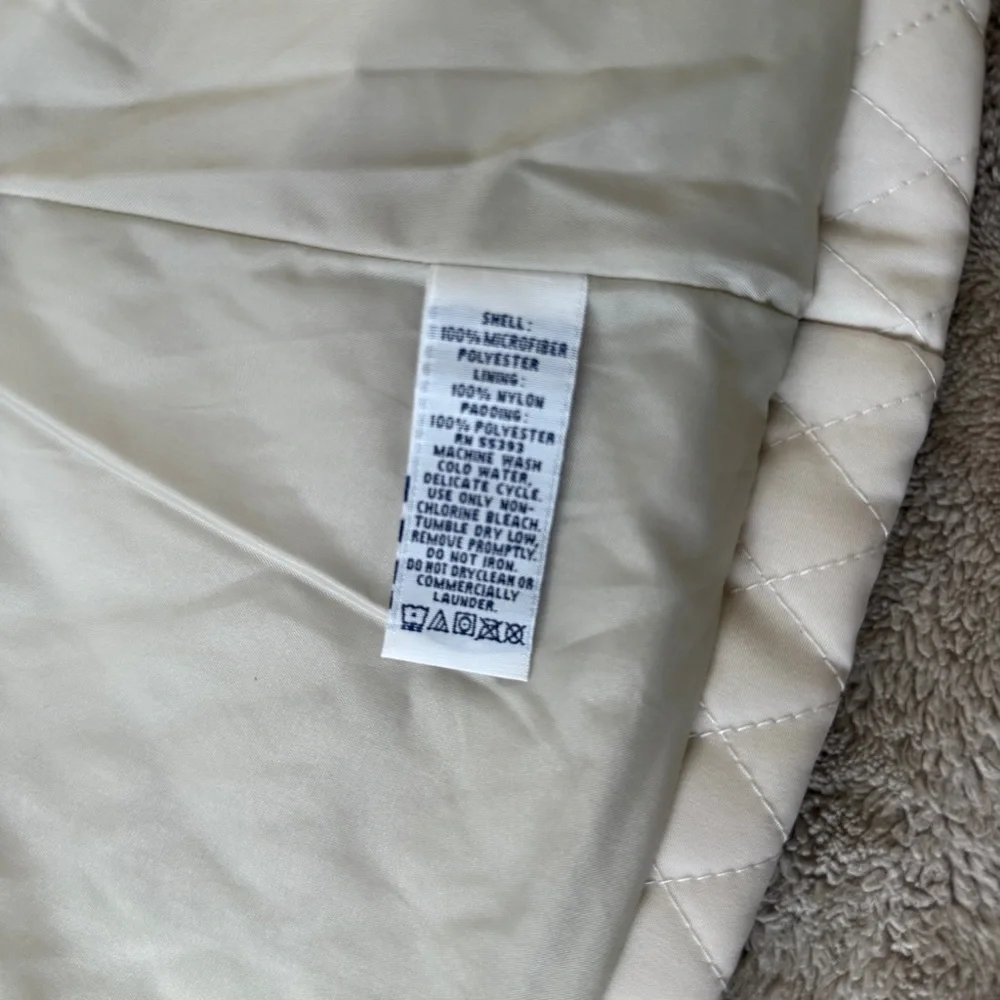 SHELL:
100% MICROFIBER
POLYESTER
LINING:
100% NYLON
PADDING:
100% POLYESTER
RN 55393
MACHINE WASH
COLD WATER,
DELICATE CYCLE.
USE ONLY NON-
CHLORINE BLEACH.
TUMBLE DRY LOW,
REMOVE PROMPTLY.
DO NOT IRON.
DO NOT DRYCLEAN OR
COMMERCIALLY
LAUNDER.